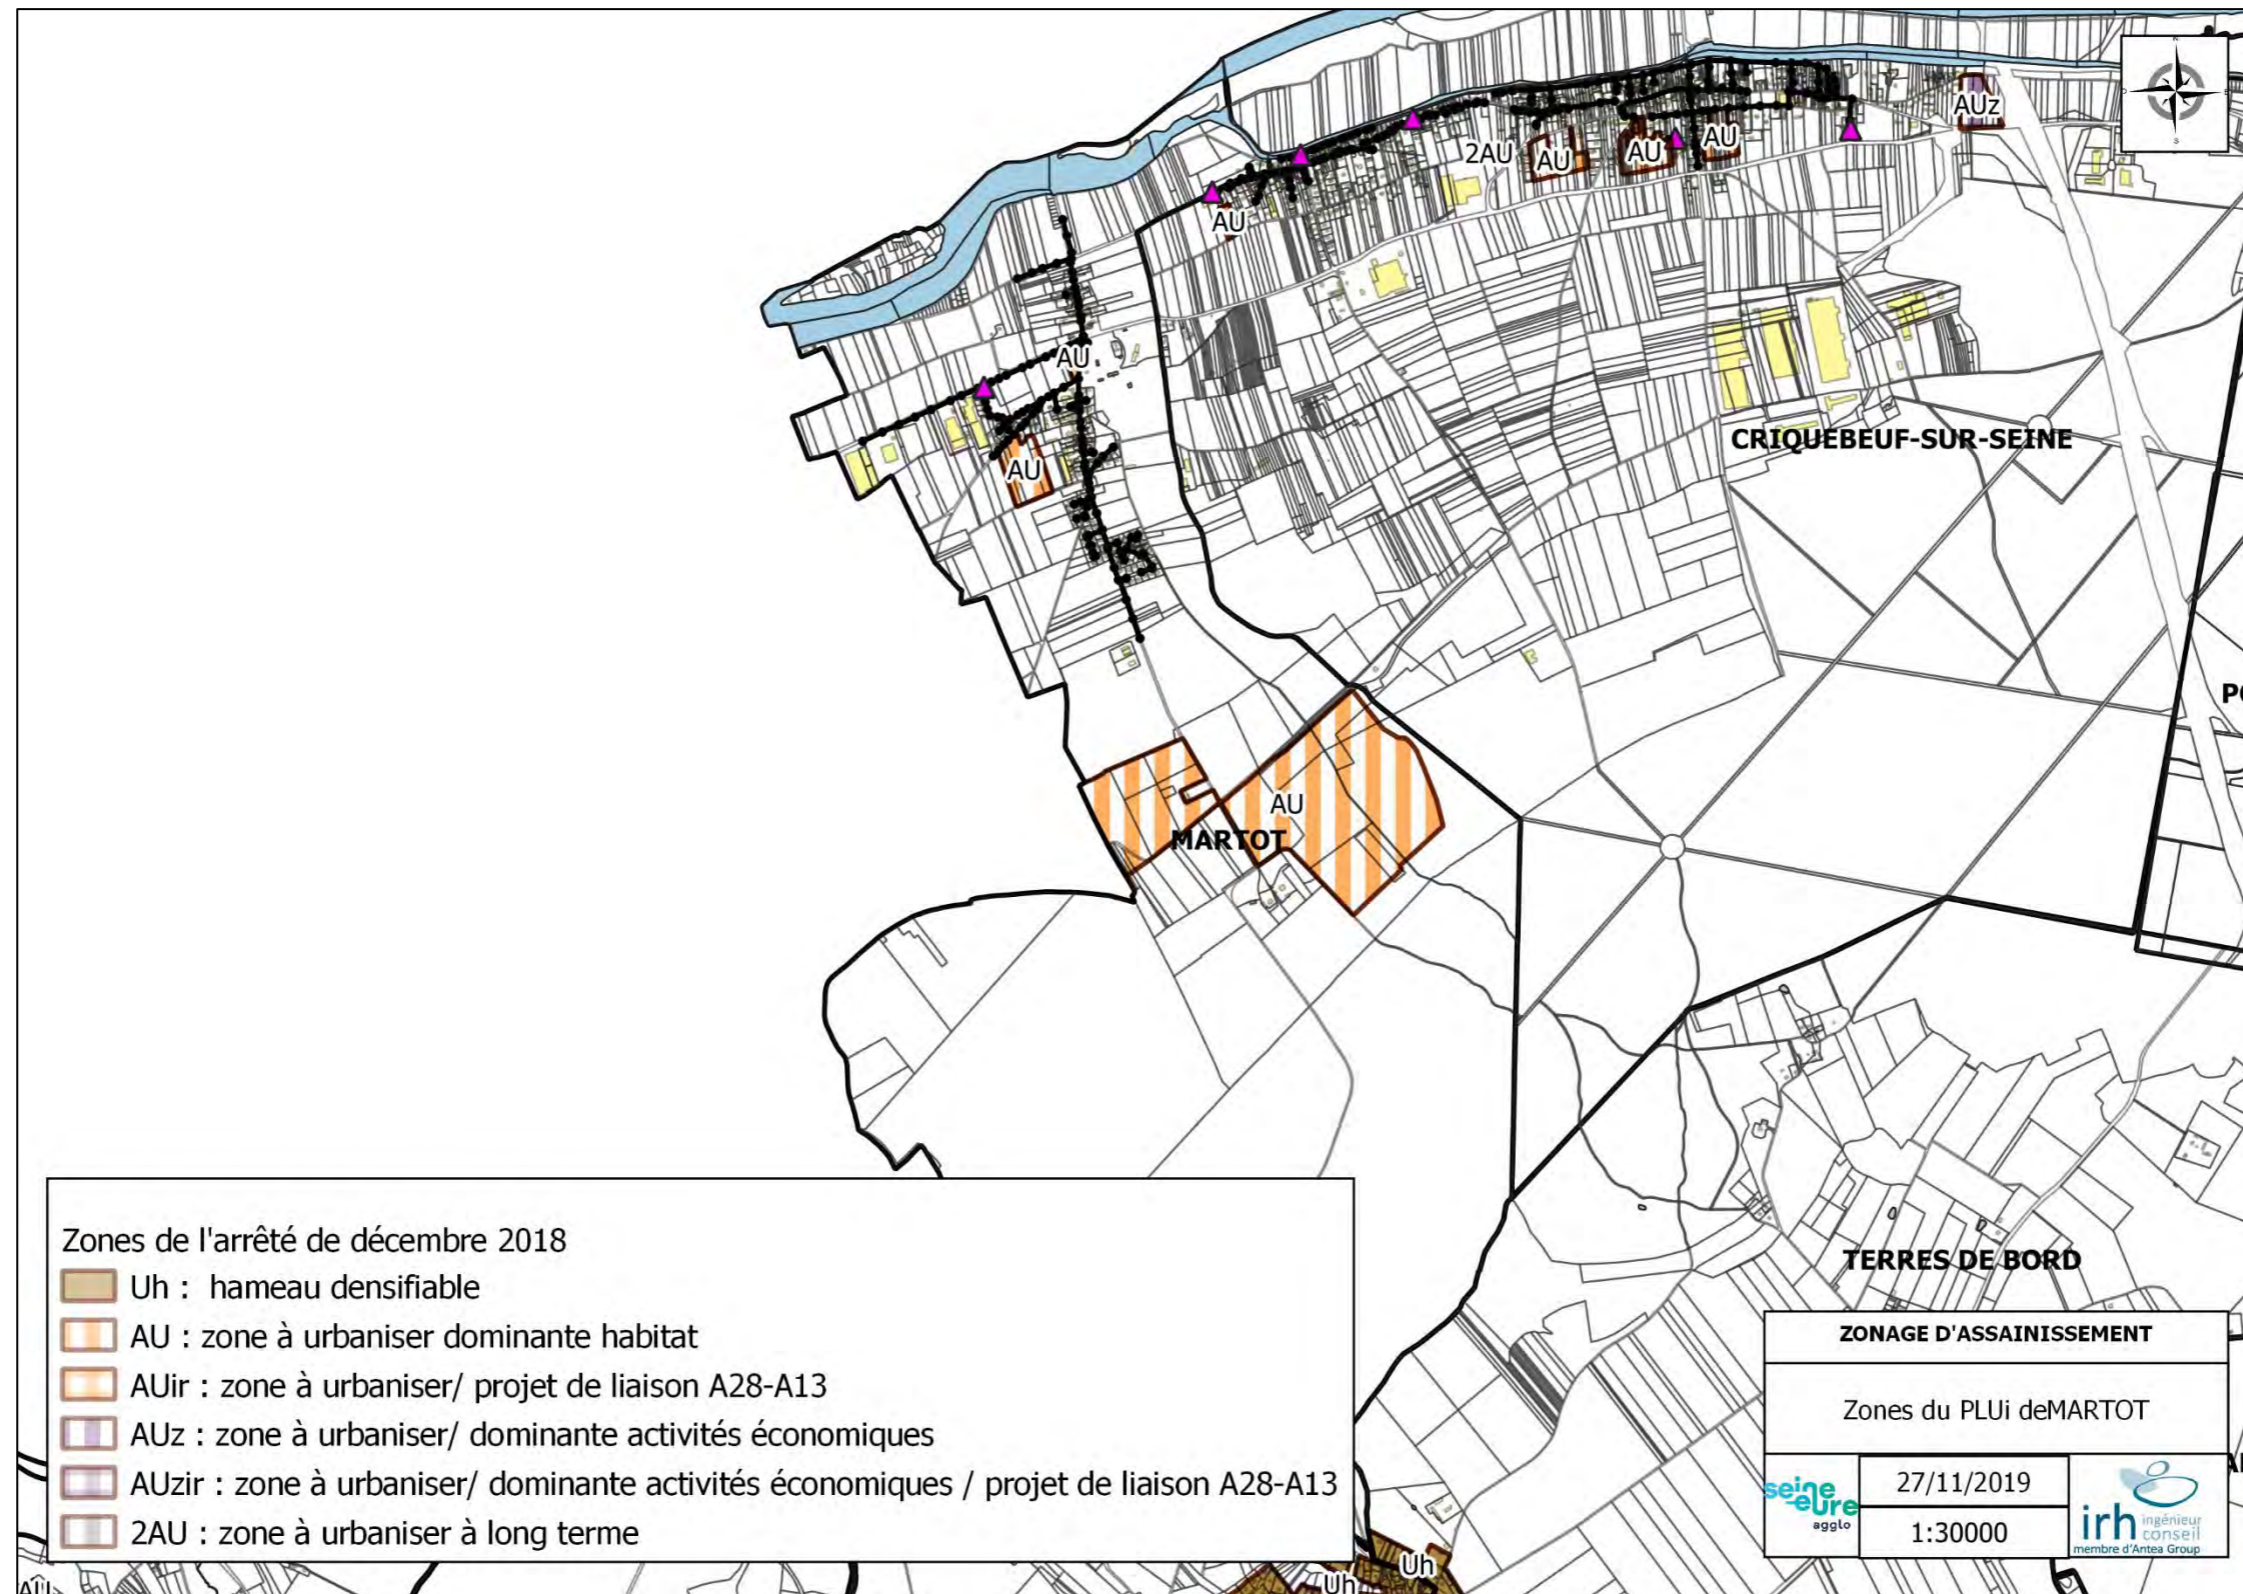 AUz
2AU
AU
AU
AU
AU
AU
AU
CRIQUEBEUF-SUR-SEINE
AU
MARTOT
TERRES DE BORD
Zones de l'arrêté de décembre 2018
Uh : hameau densifiable
AU : zone à urbaniser dominante habitat
AUir : zone à urbaniser/ projet de liaison A28-A13
AUz : zone à urbaniser/ dominante activités économiques
AUzir : zone à urbaniser/ dominante activités économiques / projet de liaison A28-A13
2AU : zone à urbaniser à long terme
ZONAGE D'ASSAINISSEMENT
Zones du PLUi deMARTOT
seine
eure
agglo
27/11/2019
1:30000
irh ingénieur
conseil
membre d'Antea Group
Uh
Uh
AU